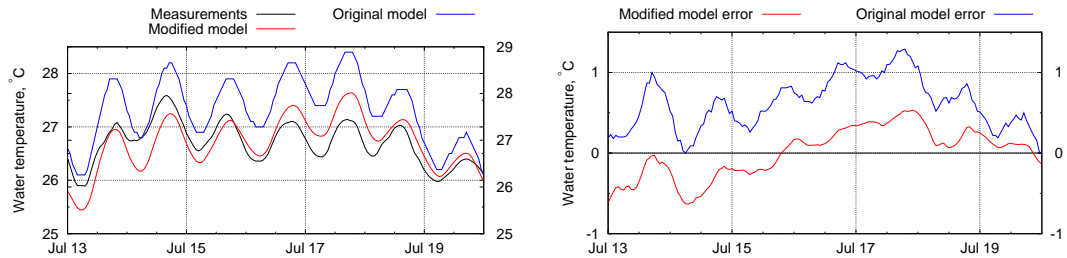 Measurements
Modified model
Original model
Water temperature, °C
25
26
27
28
25
26
26
27
28
28
29
Jul 13
Jul 15
Jul 17
Jul 19
Modified model error
Original model error
Water temperature, °C
-1
0
1
-1
0
1
Jul 13
Jul 15
Jul 17
Jul 19